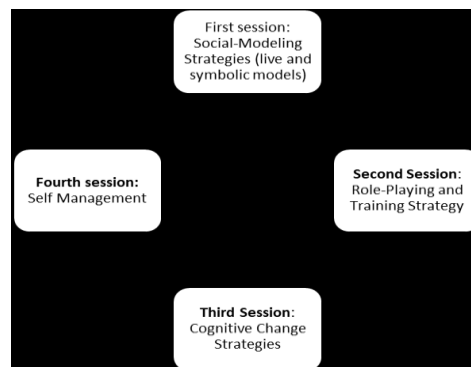 First session:
Social-Modeling
Strategies (live and
symbolic models)
Second Session:
Role-Playing and
Training Strategy
Third Session:
Cognitive Change
Strategies
Fourth session:
Self Management